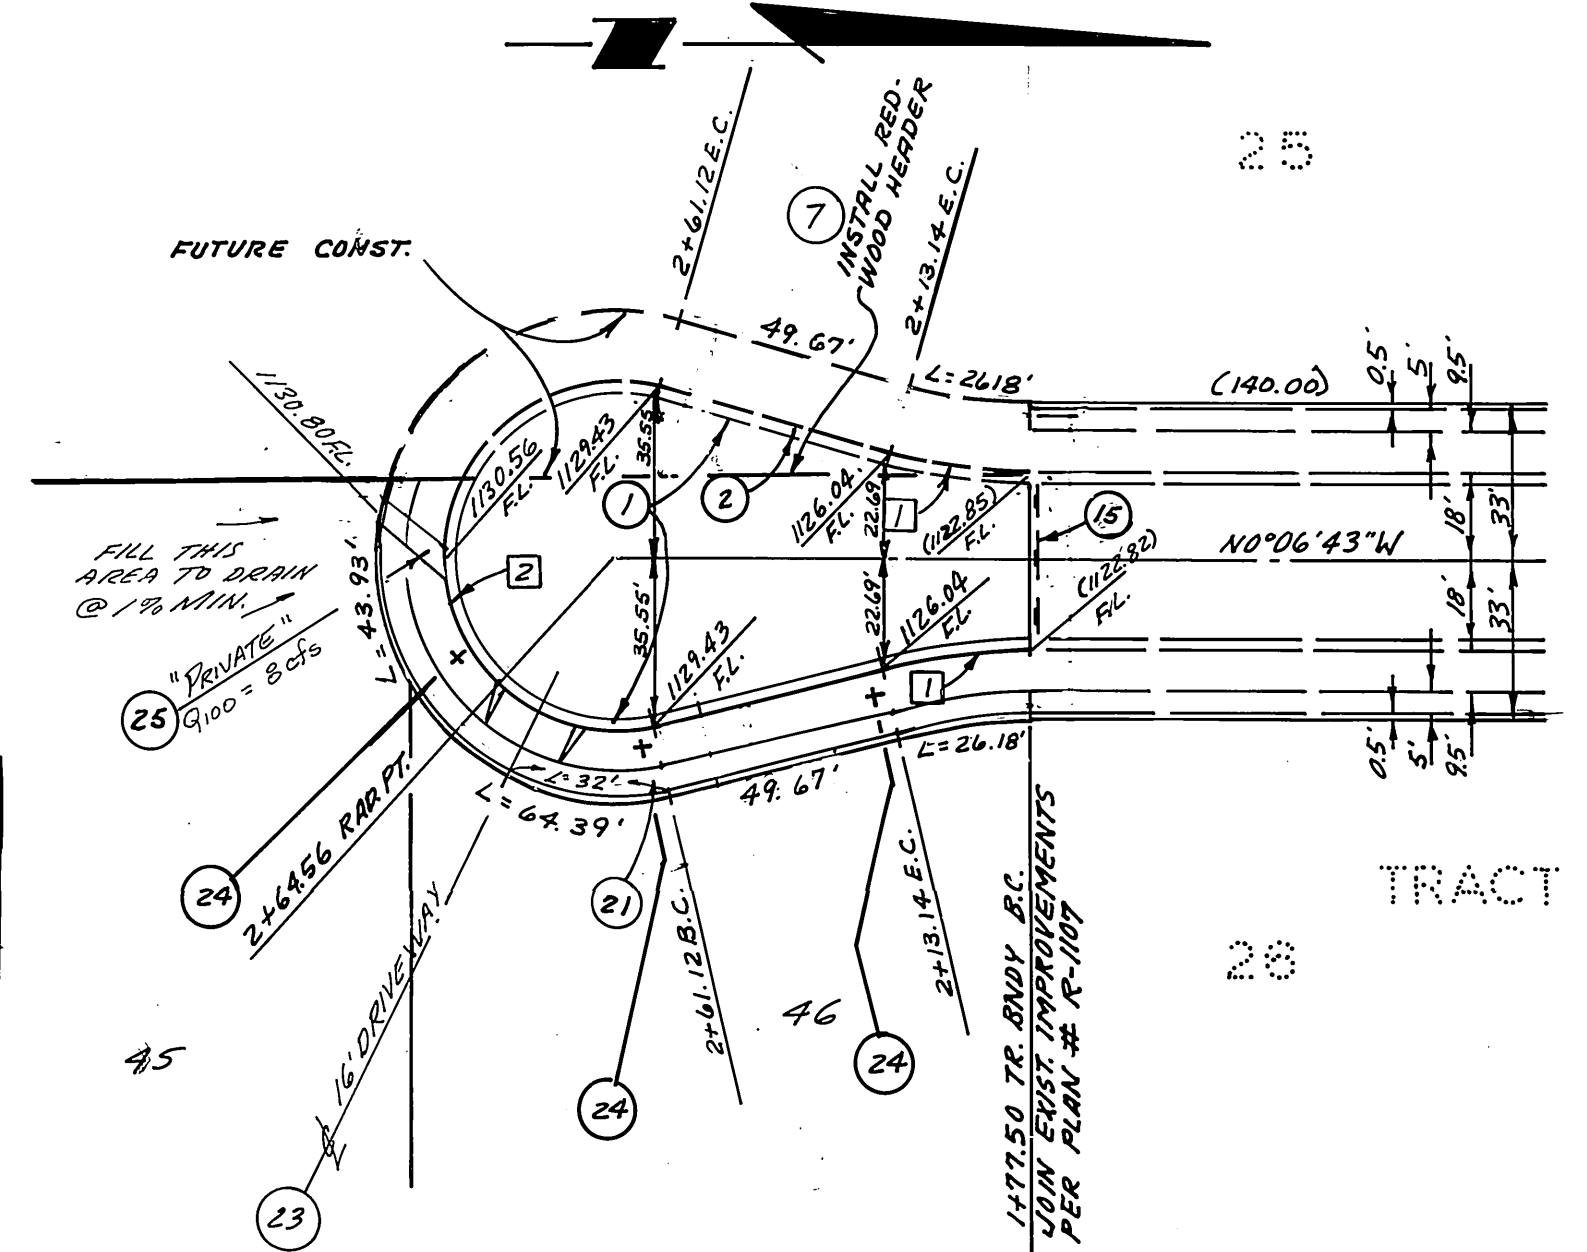 N
25
2+61.12 E.C.
7
INSTALL RED-
WOOD HEADER
2+13.14 E.C.
FUTURE CONST.
49.67'
L=26.18'
(140.00)
0.5'
5'
9.5'
1130.80 F.L.
1130.56
F.L.
1129.43
F.L.
35.55'
1
2
1126.04
F.L.
22.69'
1
(1122.85)
F.L.
15
18'
33'
N0°06'43"W
FILL THIS
AREA TO DRAIN
@ 1% MIN.
2
(1122.82)
F.L.
L=43.93'
35.55'
22.69'
1126.04
F.L.
18'
33'
"PRIVATE"
Q100 = 8 cfs
25
1129.43
F.L.
1
L=26.18'
0.5'
5'
9.5'
L=32'
49.67'
L=64.39'
24
2+64.56 RAD. PT.
21
2+61.12 B.C.
2+13.14 E.C.
TRACT
26
℄ 16' DRIVEWAY
46
45
24
24
23
1+77.50 TR. BNDY B.C.
JOIN EXIST. IMPROVEMENTS
PER PLAN # R-1107